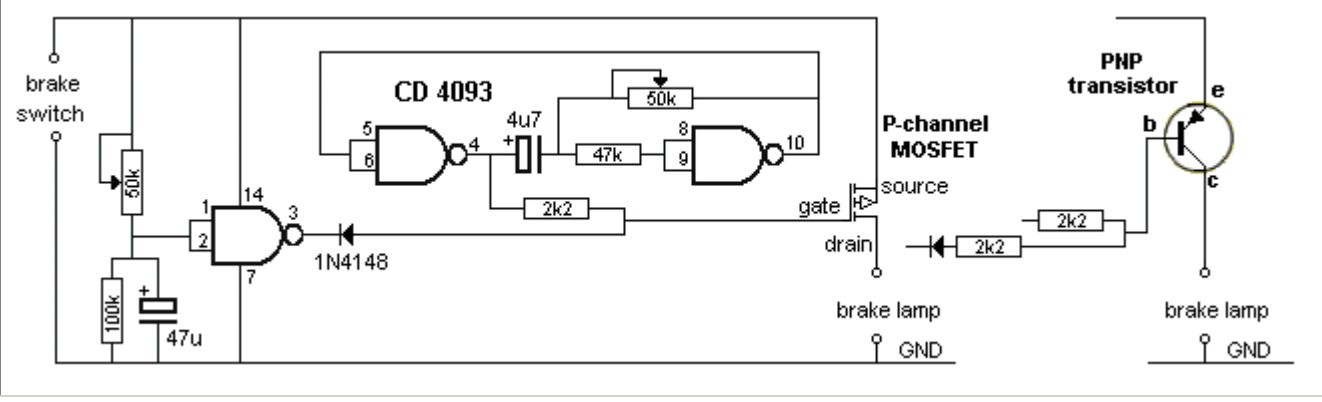 brake
switch
50k
1
2
14
3
7
100k
+
47u
1N4148
CD 4093
5
6
4
4u7
+
50k
47k
8
9
10
2k2
P-channel
MOSFET
source
gate
drain
brake lamp
GND
PNP
transistor
e
b
c
2k2
2k2
brake lamp
GND